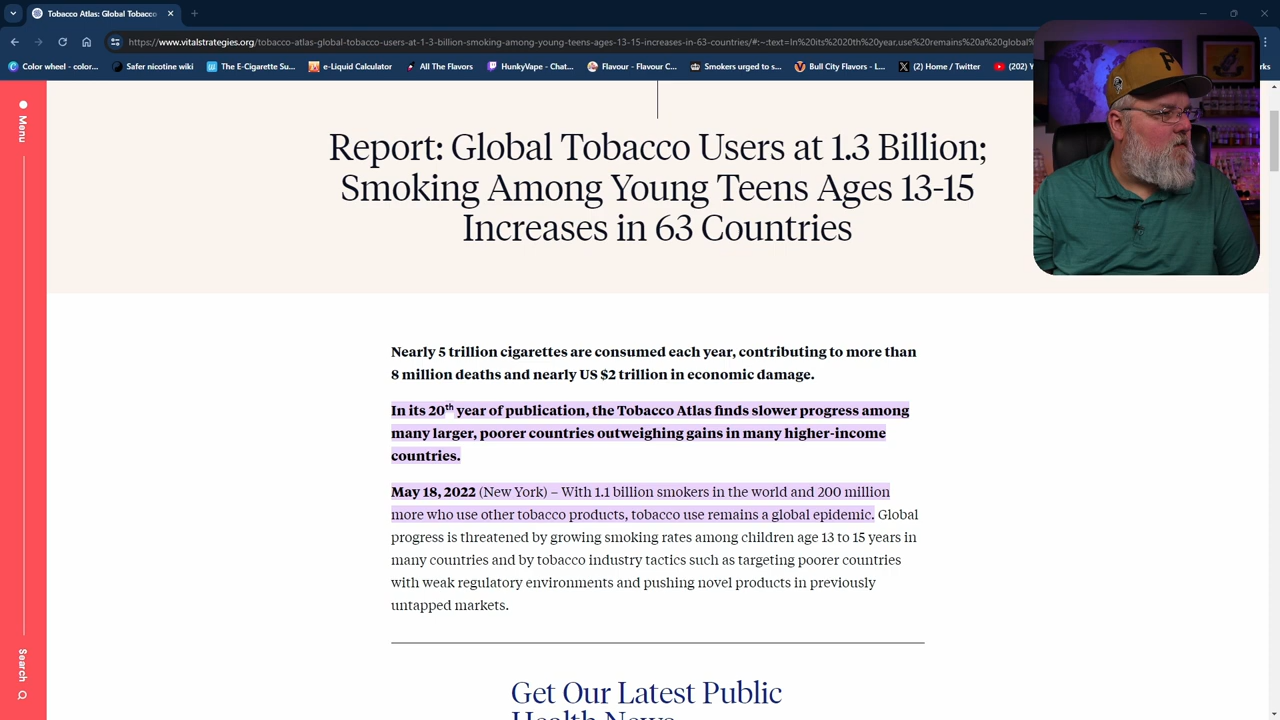 Tobacco Atlas: Global Tobacco
https://www.vitalstrategies.org/tobacco-atlas-global-tobacco-users-at-1-3-billion-smoking-among-young-teens-ages-13-15-increases-in-63-countries/#:~:text=In%20its%2020th%20year,use%20remains%20a%20global%
Color wheel - color...
Safer nicotine wiki
The E-Cigarette Su...
e-Liquid Calculator
All The Flavors
HunkyVape - Chat...
Flavour - Flavour C...
Smokers urged to s...
Bull City Flavors - L...
(2) Home / Twitter
Menu
Report: Global Tobacco Users at 1.3 Billion;
Smoking Among Young Teens Ages 13-15
Increases in 63 Countries
Nearly 5 trillion cigarettes are consumed each year, contributing to more than
8 million deaths and nearly US $2 trillion in economic damage.
In its 20th year of publication, the Tobacco Atlas finds slower progress among
many larger, poorer countries outweighing gains in many higher-income
countries.
May 18, 2022 (New York) – With 1.1 billion smokers in the world and 200 million
more who use other tobacco products, tobacco use remains a global epidemic. Global
progress is threatened by growing smoking rates among children age 13 to 15 years in
many countries and by tobacco industry tactics such as targeting poorer countries
with weak regulatory environments and pushing novel products in previously
untapped markets.
Search
Get Our Latest Public
Health News